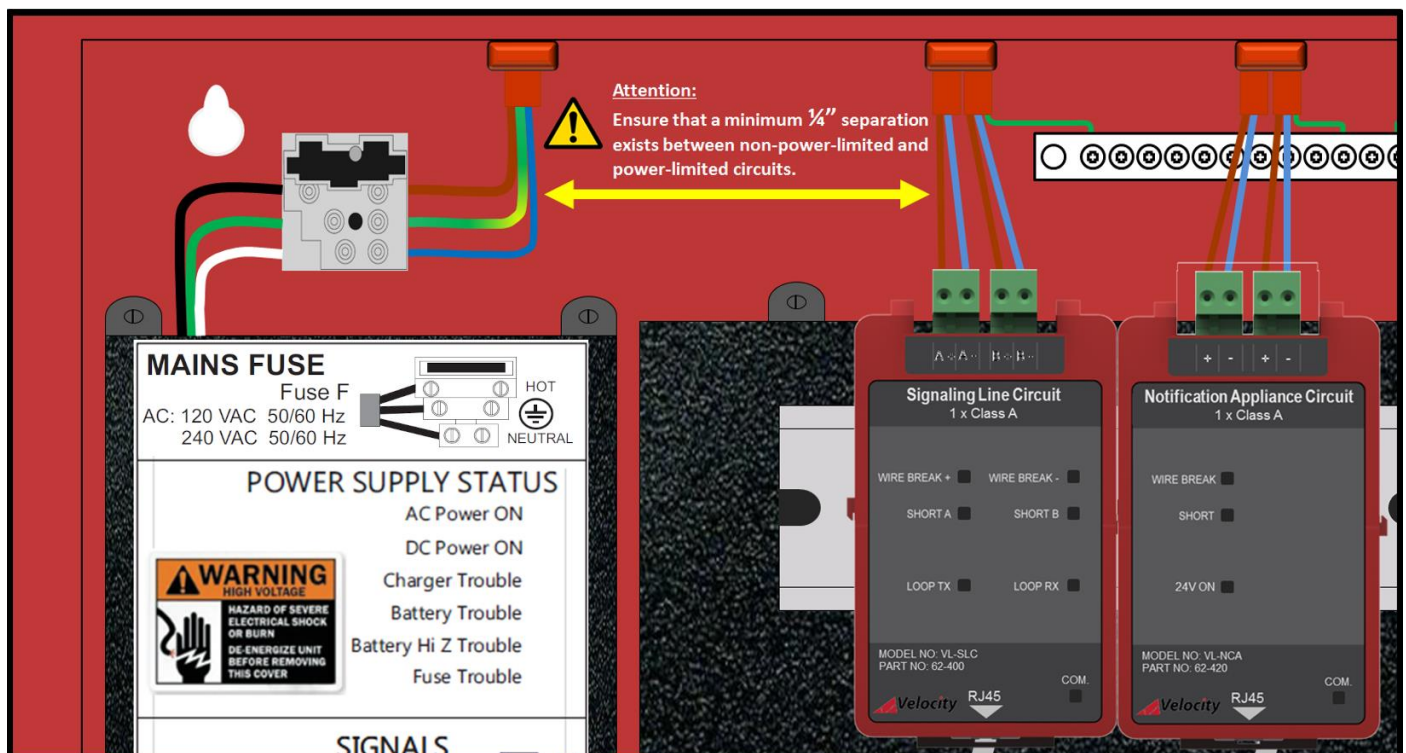 Attention:
Ensure that a minimum ¼” separation
exists between non-power-limited and
power-limited circuits.
MAINS FUSE
Fuse F
AC: 120 VAC 50/60 Hz
240 VAC 50/60 Hz
HOT
NEUTRAL
POWER SUPPLY STATUS
AC Power ON
DC Power ON
Charger Trouble
Battery Trouble
Battery Hi Z Trouble
Fuse Trouble
WARNING
HIGH VOLTAGE
HAZARD OF SEVERE
ELECTRICAL SHOCK
OR BURN
DE-ENERGIZE UNIT
BEFORE REMOVING
THIS COVER
SIGNALS
A+ A- B+ B-
Signaling Line Circuit
1 x Class A
WIRE BREAK + WIRE BREAK -
SHORT A SHORT B
LOOP TX LOOP RX
MODEL NO: VL-SLC
PART NO: 62-400
COM.
Velocity RJ45
+ - + -
Notification Appliance Circuit
1 x Class A
WIRE BREAK
SHORT
24V ON
MODEL NO: VL-NCA
PART NO: 62-420
COM.
Velocity RJ45